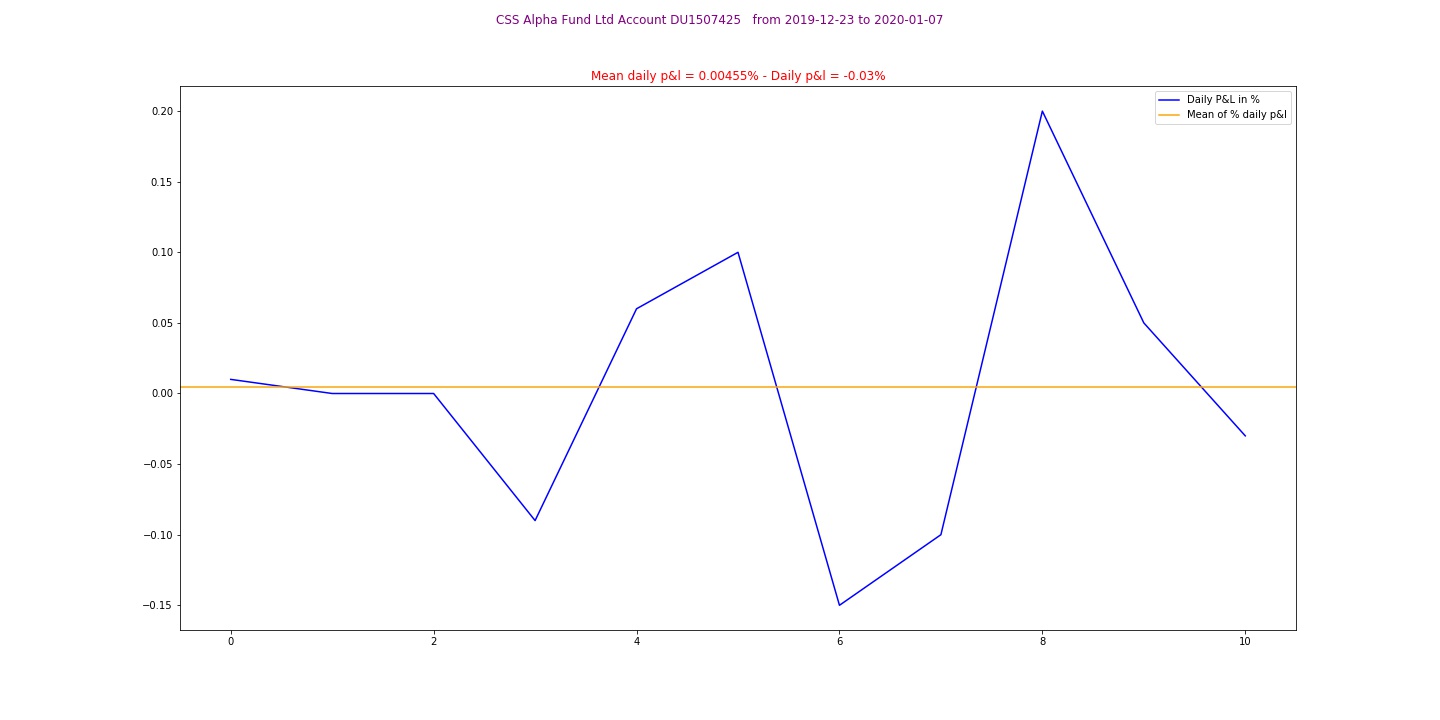 CSS Alpha Fund Ltd Account DU1507425   from 2019-12-23 to 2020-01-07
Mean daily p&l = 0.00455% - Daily p&l = -0.03%
Daily P&L in %
Mean of % daily p&l
0.20
0.15
0.10
0.05
0.00
−0.05
−0.10
−0.15
0 2 4 6 8 10